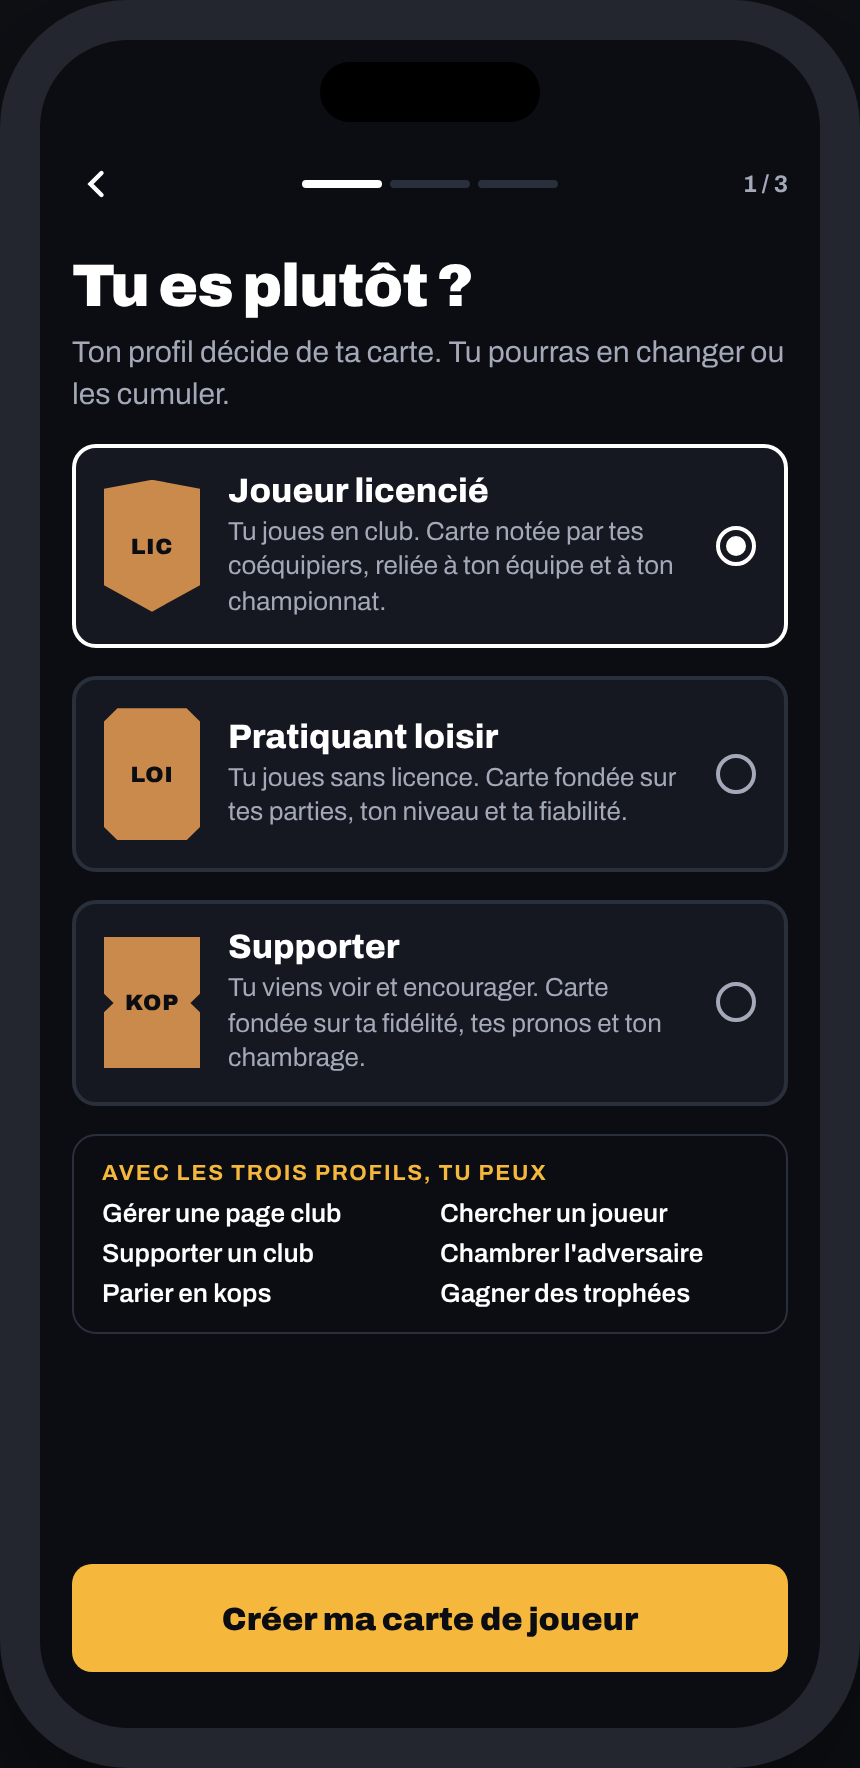 1 / 3
Tu es plutôt ?
Ton profil décide de ta carte. Tu pourras en changer ou
les cumuler.
LIC
Joueur licencié
Tu joues en club. Carte notée par tes
coéquipiers, reliée à ton équipe et à ton
championnat.
LOI
Pratiquant loisir
Tu joues sans licence. Carte fondée sur
tes parties, ton niveau et ta fiabilité.
KOP
Supporter
Tu viens voir et encourager. Carte
fondée sur ta fidélité, tes pronos et ton
chambrage.
AVEC LES TROIS PROFILS, TU PEUX
Gérer une page club
Chercher un joueur
Supporter un club
Chambrer l'adversaire
Parier en kops
Gagner des trophées
Créer ma carte de joueur